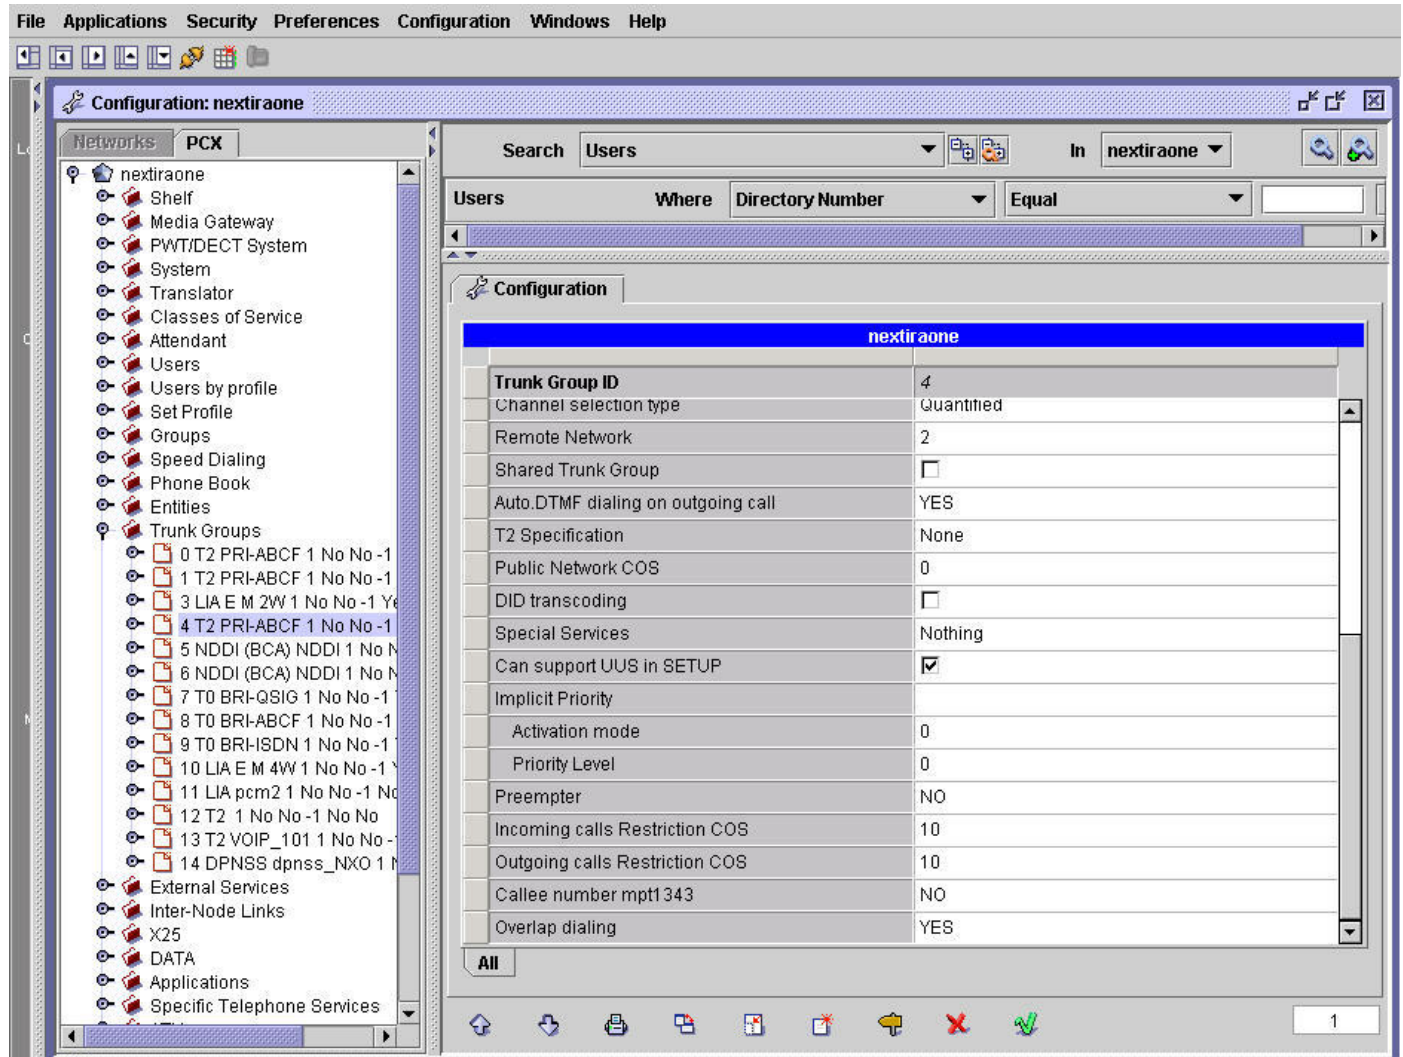 File Applications Security Preferences Configuration Windows Help
Configuration: nextiraone
Networks PCX
nextiraone
Shelf
Media Gateway
PWT/DECT System
System
Translator
Classes of Service
Attendant
Users
Users by profile
Set Profile
Groups
Speed Dialing
Phone Book
Entities
Trunk Groups
0 T2 PRI-ABCF 1 No No -1
1 T2 PRI-ABCF 1 No No -1
3 LIA E M 2W 1 No No -1 Ye
4 T2 PRI-ABCF 1 No No -1
5 NDDI (BCA) NDDI 1 No N
6 NDDI (BCA) NDDI 1 No N
7 T0 BRI-QSIG 1 No No -1
8 T0 BRI-ABCF 1 No No -1
9 T0 BRI-ISDN 1 No No -1
10 LIA E M 4W 1 No No -1
11 LIA pcm2 1 No No -1 No
12 T2 1 No No -1 No No
13 T2 VOIP_101 1 No No -
14 DPNSS dpnss_NXO 1 N
External Services
Inter-Node Links
X25
DATA
Applications
Specific Telephone Services
Search Users In nextiraone
Users Where Directory Number Equal
Configuration
nextiraone
Trunk Group ID 4
Channel selection type Quantified
Remote Network 2
Shared Trunk Group
Auto.DTMF dialing on outgoing call YES
T2 Specification None
Public Network COS 0
DID transcoding
Special Services Nothing
Can support UUS in SETUP
Implicit Priority
Activation mode 0
Priority Level 0
Preempter NO
Incoming calls Restriction COS 10
Outgoing calls Restriction COS 10
Callee number mpt1343 NO
Overlap dialing YES
All
1